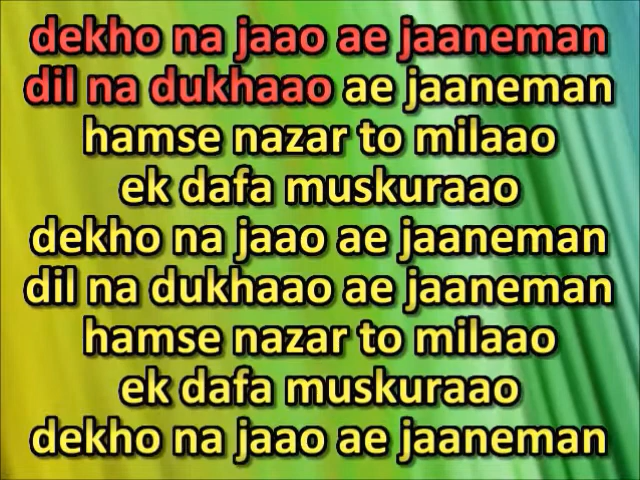 dekho na jaao ae jaaneman
dil na dukhaao ae jaaneman
hamse nazar to milaao
ek dafa muskuraao
dekho na jaao ae jaaneman
dil na dukhaao ae jaaneman
hamse nazar to milaao
ek dafa muskuraao
dekho na jaao ae jaaneman